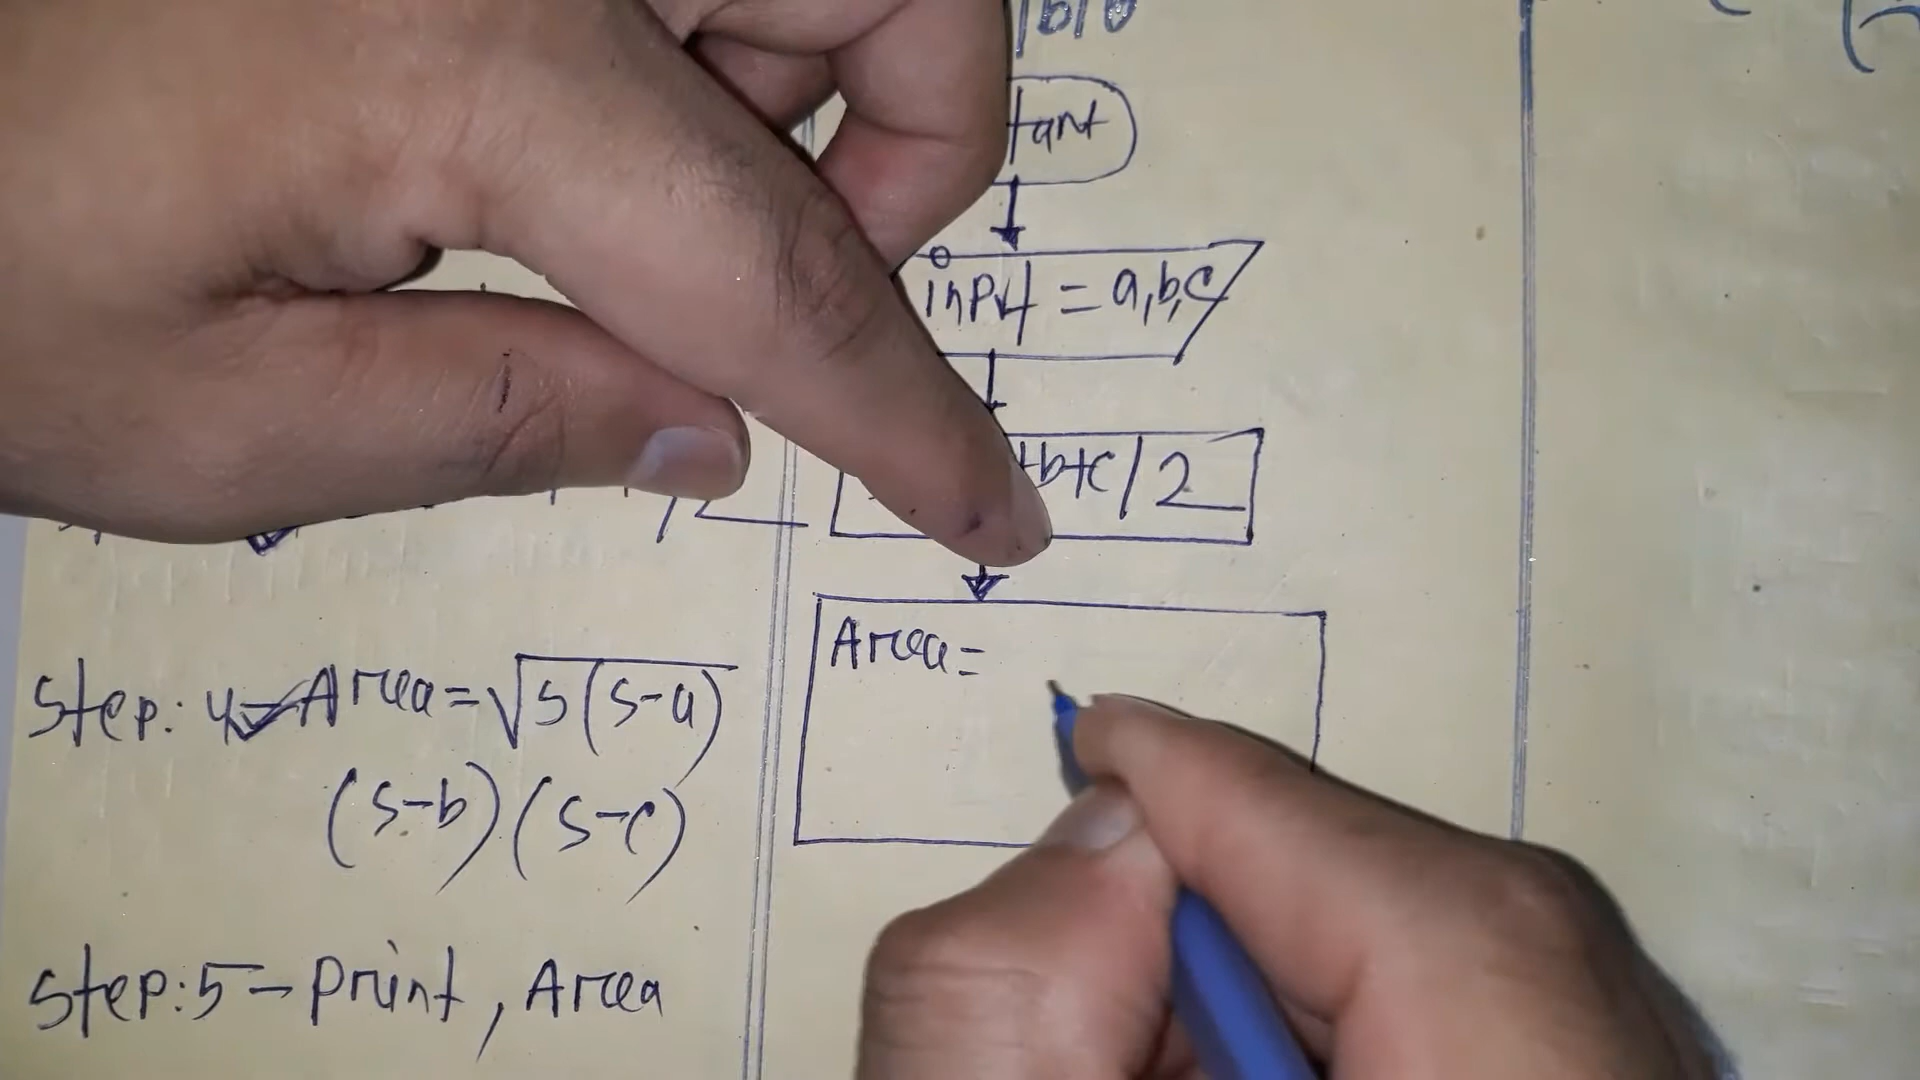 tart
input = a,b,c
+b+c/2
Area=
Step: 4 - Area = √s(s-a)
(s-b) (s-c)
Step:5 - Print, Area